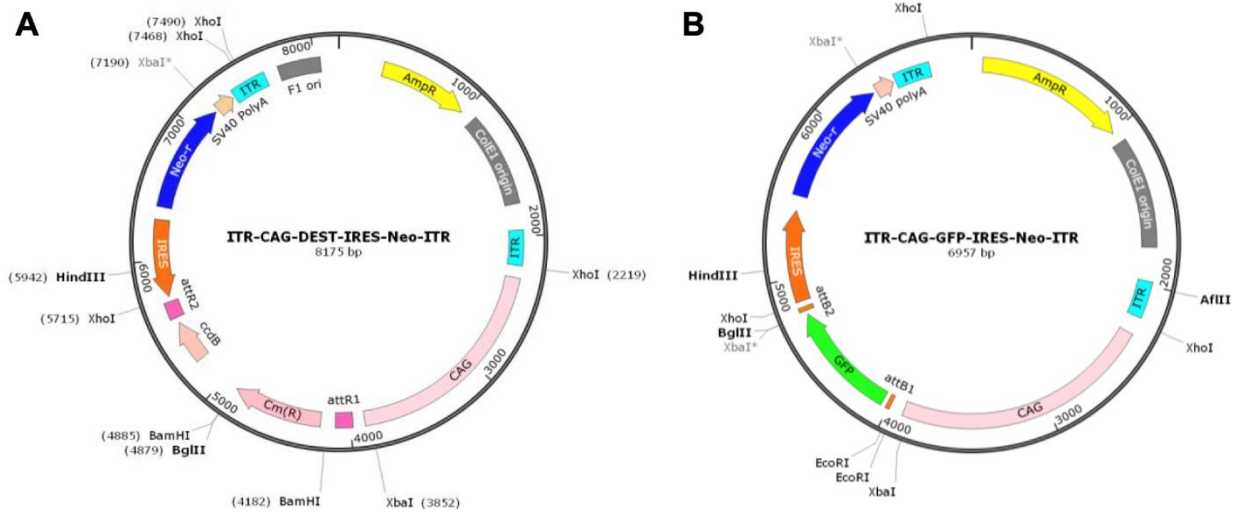 A
(7490) XhoI
(7468) XhoI
(7190) XbaI*
8000
ITR
F1 ori
SV40 PolyA
7000
Neo-r
AmpR
1000
ColE1 origin
2000
ITR
XhoI (2219)
ITR-CAG-DEST-IRES-Neo-ITR
8175 bp
IRES
6000
(5942) HindIII
attR2
(5715) XhoI
ccdB
CAG
3000
attR1
Cm(R)
5000
4000
(4885) BamHI
(4879) BglII
(4182) BamHI
XbaI (3852)
B
XhoI
XbaI*
ITR
SV40 polyA
6000
Neo-r
AmpR
1000
ColE1 origin
2000
ITR
AflII
XhoI
ITR-CAG-GFP-IRES-Neo-ITR
6957 bp
IRES
HindIII
5000
attB2
XhoI
BglII
XbaI*
GFP
attB1
CAG
3000
4000
EcoRI
EcoRI
XbaI